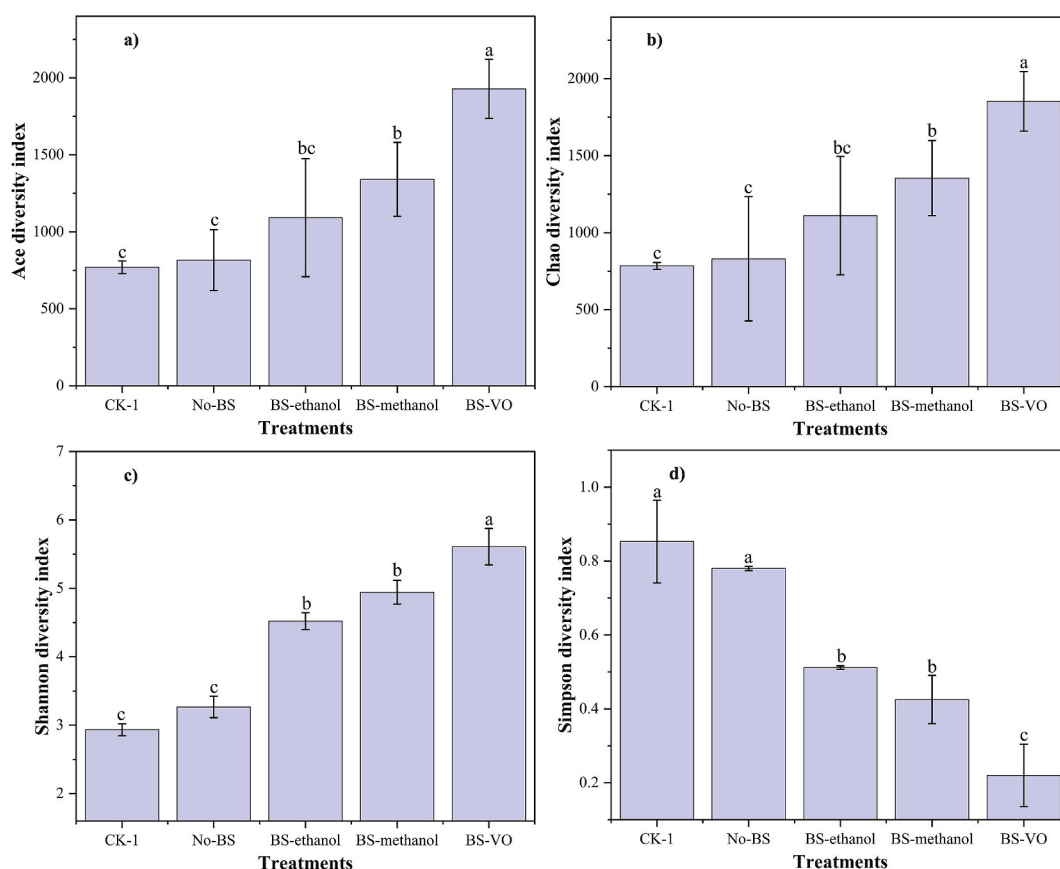 a)
Ace diversity index
2000
1500
1000
500
0
c
c
bc
b
a
CK-1 No-BS BS-ethanol BS-methanol BS-VO
Treatments
b)
Chao diversity index
2000
1500
1000
500
0
c
c
bc
b
a
CK-1 No-BS BS-ethanol BS-methanol BS-VO
Treatments
c)
Shannon diversity index
7
6
5
4
3
2
c
c
b
b
a
CK-1 No-BS BS-ethanol BS-methanol BS-VO
Treatments
d)
Simpson diversity index
1.0
0.8
0.6
0.4
0.2
a
a
b
b
c
CK-1 No-BS BS-ethanol BS-methanol BS-VO
Treatments